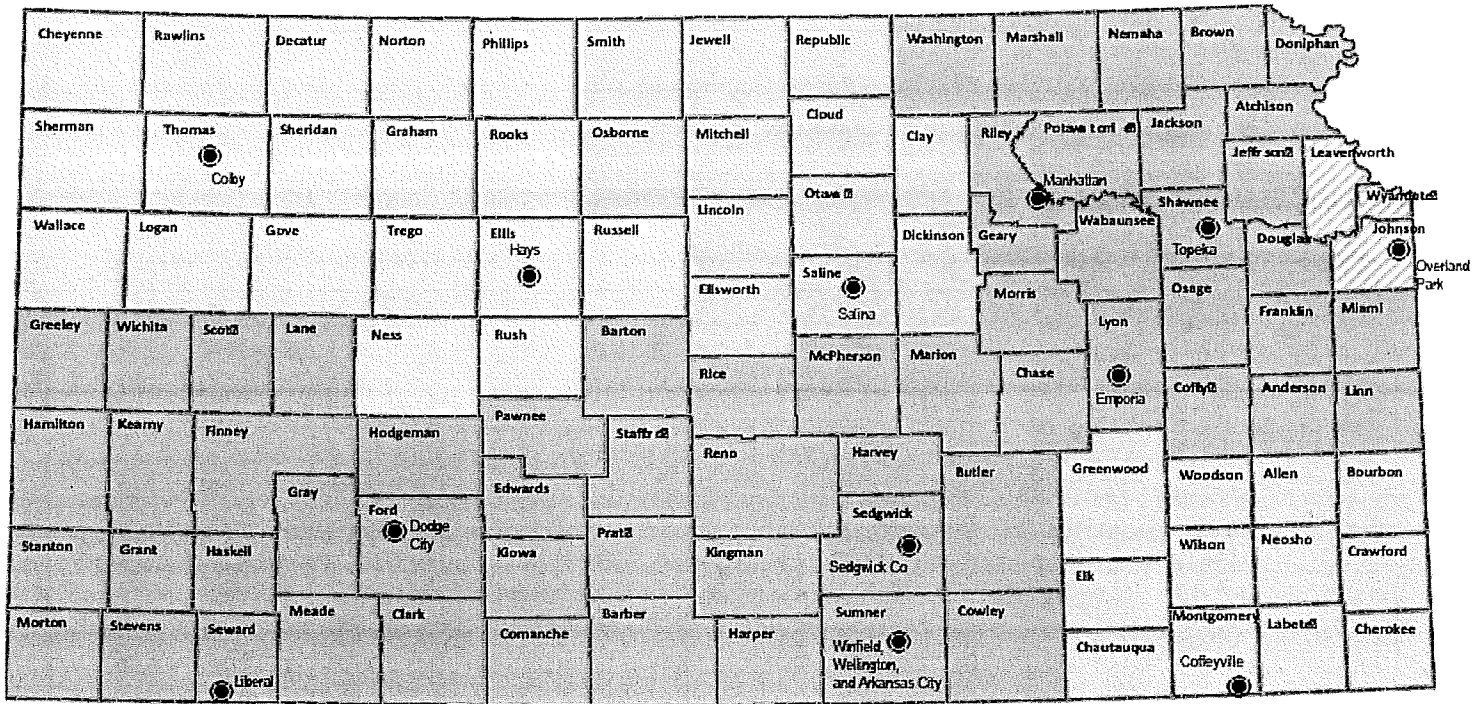 Cheyenne
Rawlins
Decatur
Norton
Phillips
Smith
Jewell
Republic
Washington
Marshall
Nemaha
Brown
Doniphan
Sherman
Thomas
Colby
Sheridan
Graham
Rooks
Osborne
Mitchell
Cloud
Clay
Riley
Manhattan
Jackson
Atchison
Leavenworth
Wallace
Logan
Gove
Trego
Ellis
Hays
Russell
Lincoln
Dickinson
Geary
Wabaunsee
Shawnee
Topeka
Douglas
Johnson
Overland
Park
Ellsworth
Saline
Salina
Morris
Osage
Franklin
Miami
Greeley
Wichita
Lane
Ness
Rush
Barton
Rice
McPherson
Marion
Chase
Lyon
Emporia
Anderson
Linn
Hamilton
Kearny
Finney
Hodgeman
Pawnee
Edwards
Reno
Harvey
Butler
Greenwood
Woodson
Allen
Bourbon
Gray
Ford
Dodge
City
Sedgwick
Sedgwick Co
Stanton
Grant
Haskell
Kiowa
Kingman
Elk
Wilson
Neosho
Crawford
Morton
Stevens
Seward
Liberal
Meade
Clark
Comanche
Barber
Harper
Sumner
Winfield,
Wellington,
and Arkansas City
Cowley
Chautauqua
Montgomery
Coffeyville
Cherokee